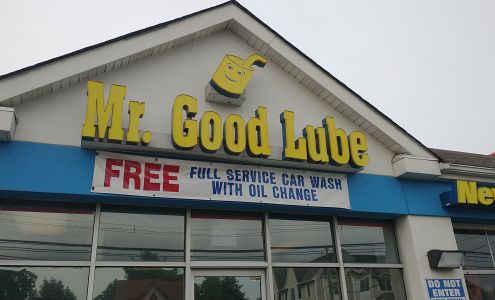 Mr. Good Lube
FREE FULL SERVICE CAR WASH
WITH OIL CHANGE
DO NOT
ENTER